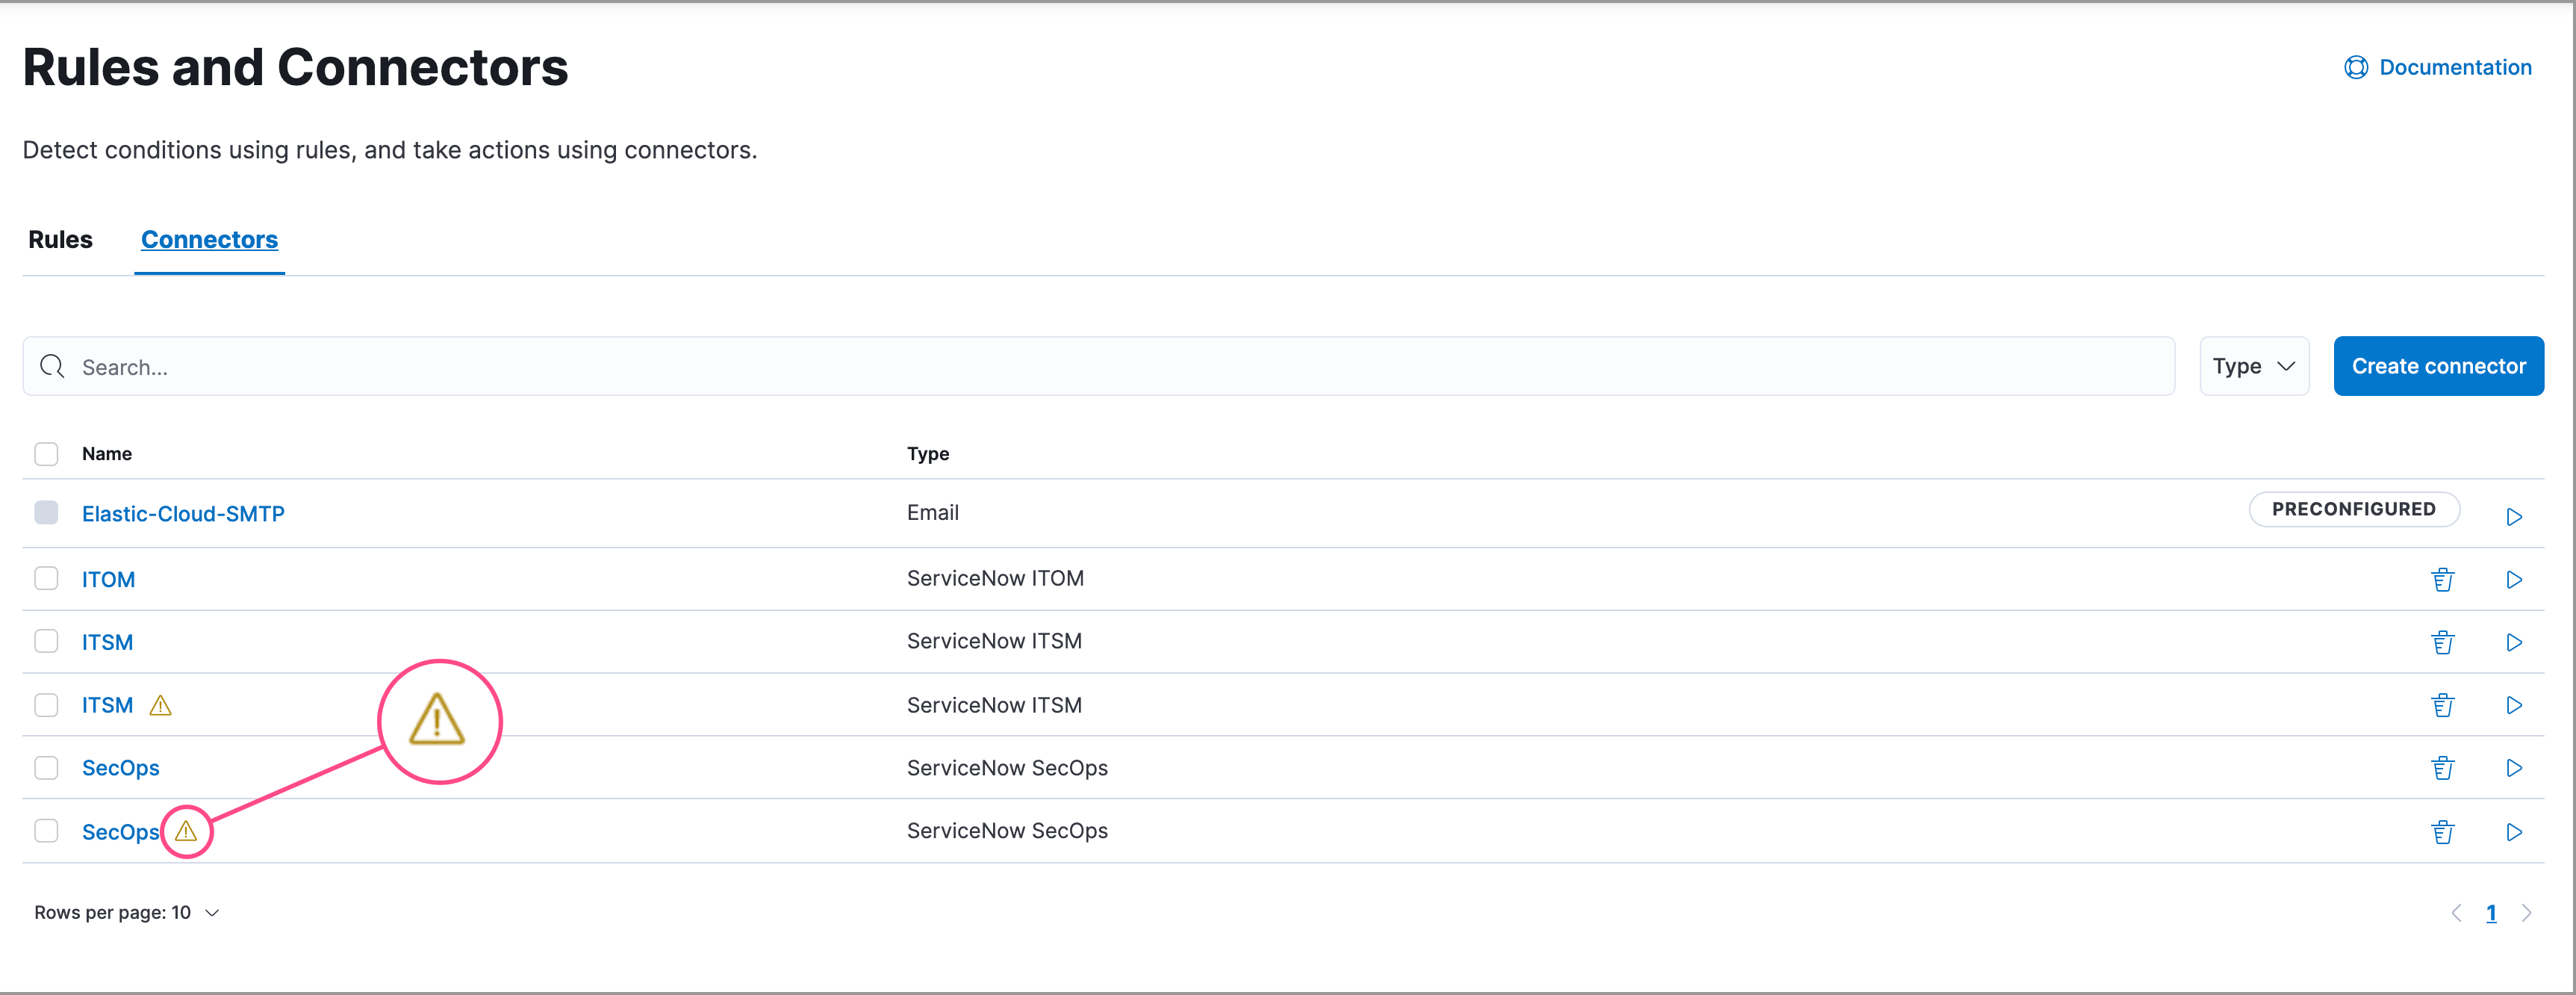 Rules and Connectors
Documentation
Detect conditions using rules, and take actions using connectors.
Rules Connectors
Search...
Type
Create connector
Name Type
Elastic-Cloud-SMTP Email PRECONFIGURED
ITOM ServiceNow ITOM
ITSM ServiceNow ITSM
ITSM ServiceNow ITSM
SecOps ServiceNow SecOps
SecOps ServiceNow SecOps
Rows per page: 10
1